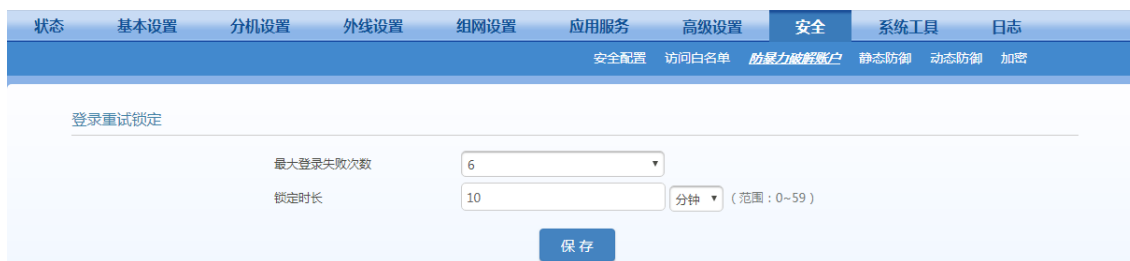 状态 基本设置 分机设置 外线设置 组网设置 应用服务 高级设置 安全 系统工具 日志
安全配置 访问白名单 防暴力破解账户 静态防御 动态防御 加密
登录重试锁定
最大登录失败次数 6
锁定时长 10 分钟 (范围:0~59)
保存